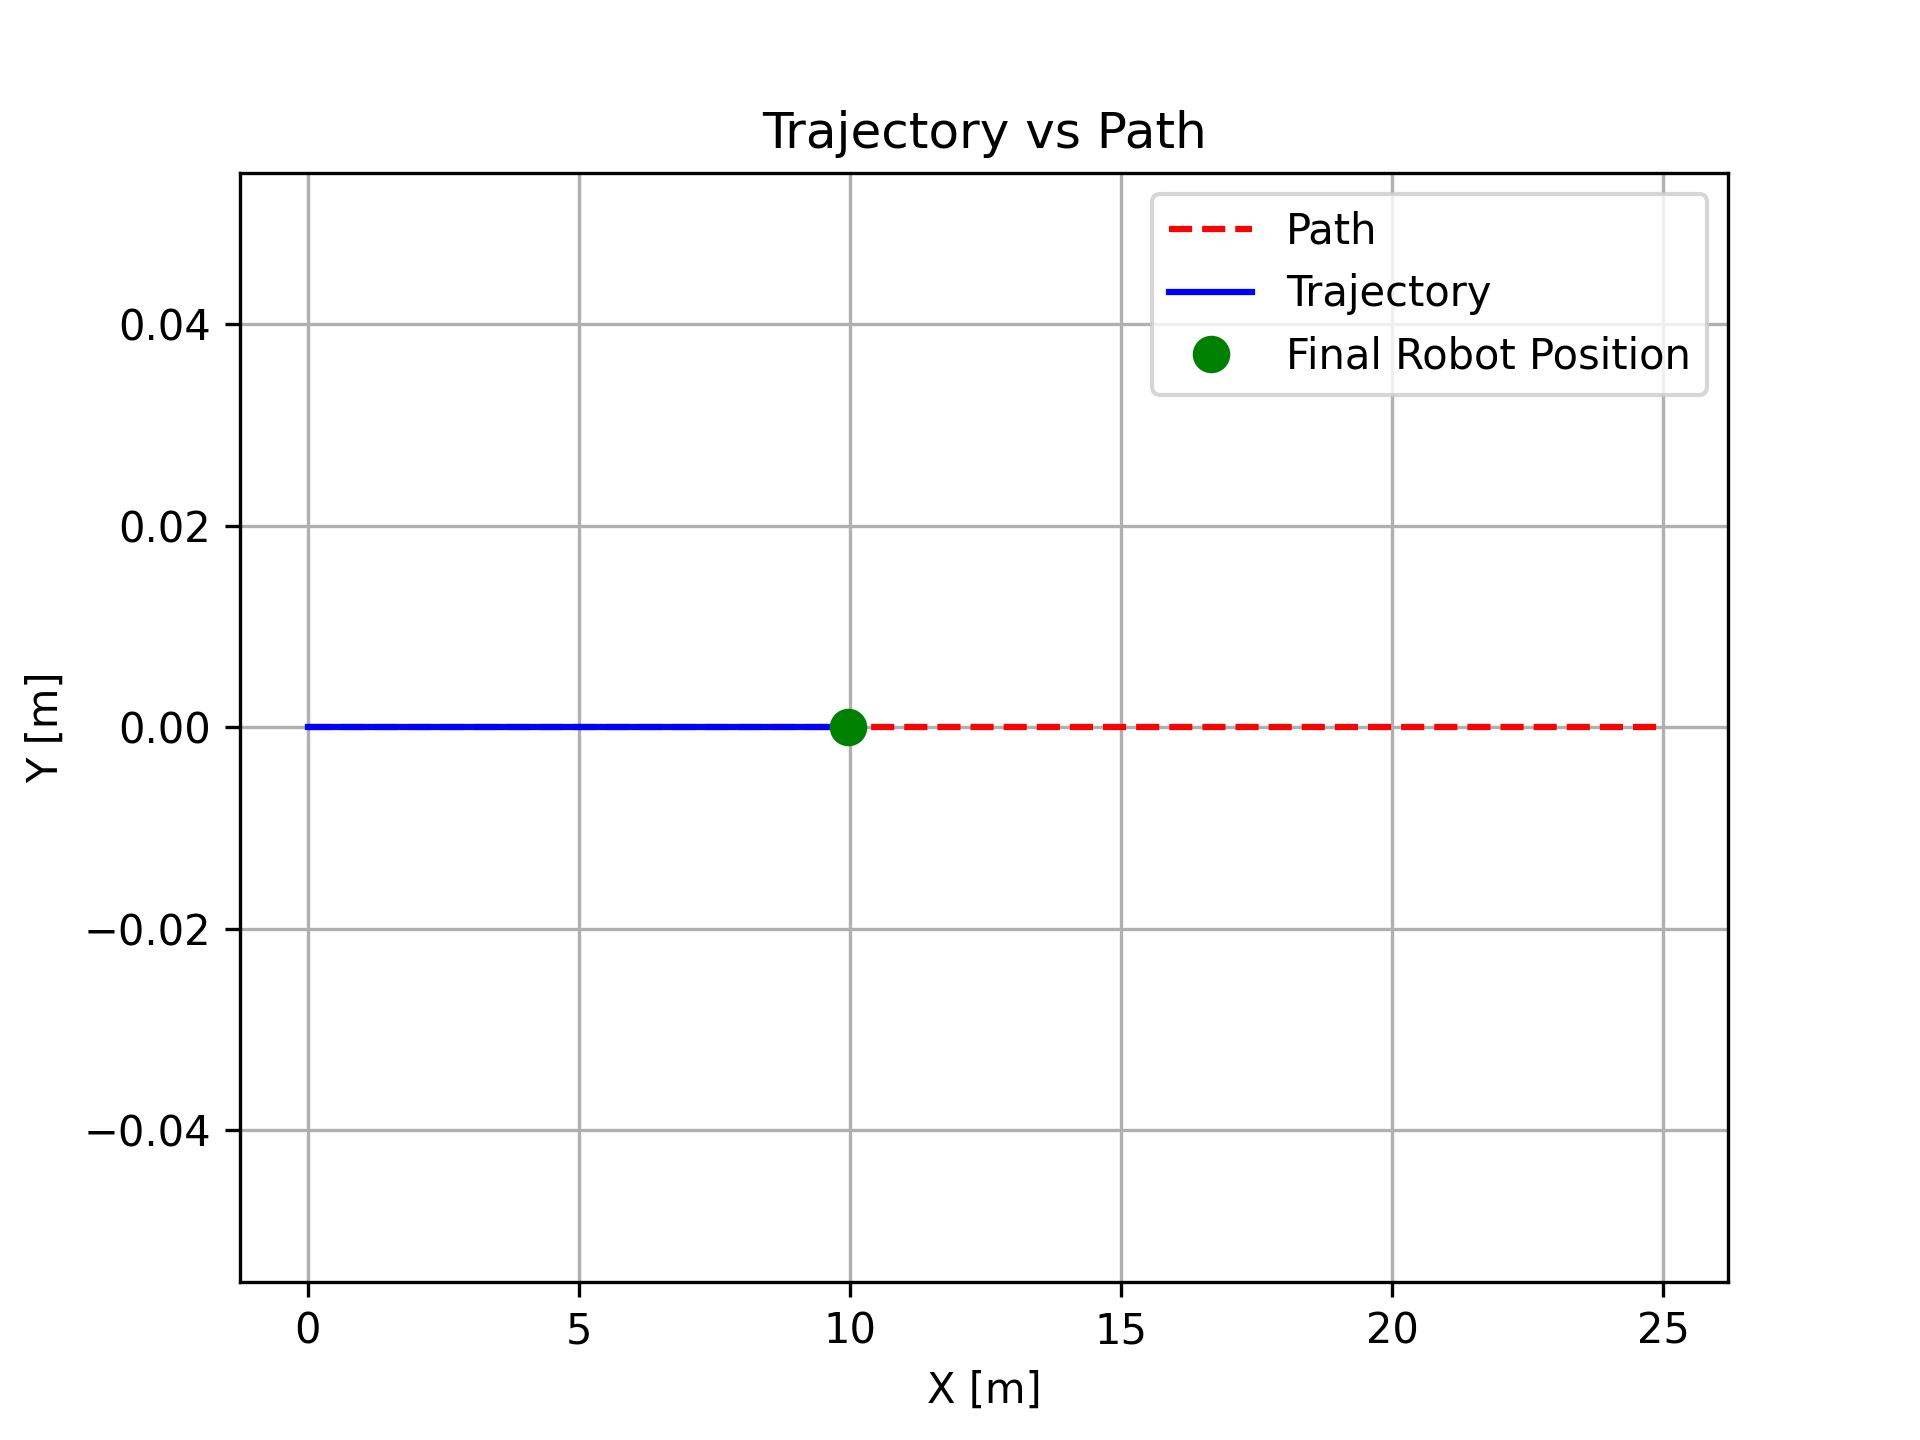 Trajectory vs Path
Path
Trajectory
Final Robot Position
0.04
0.02
0.00
−0.02
−0.04
Y [m]
0 5 10 15 20 25
X [m]